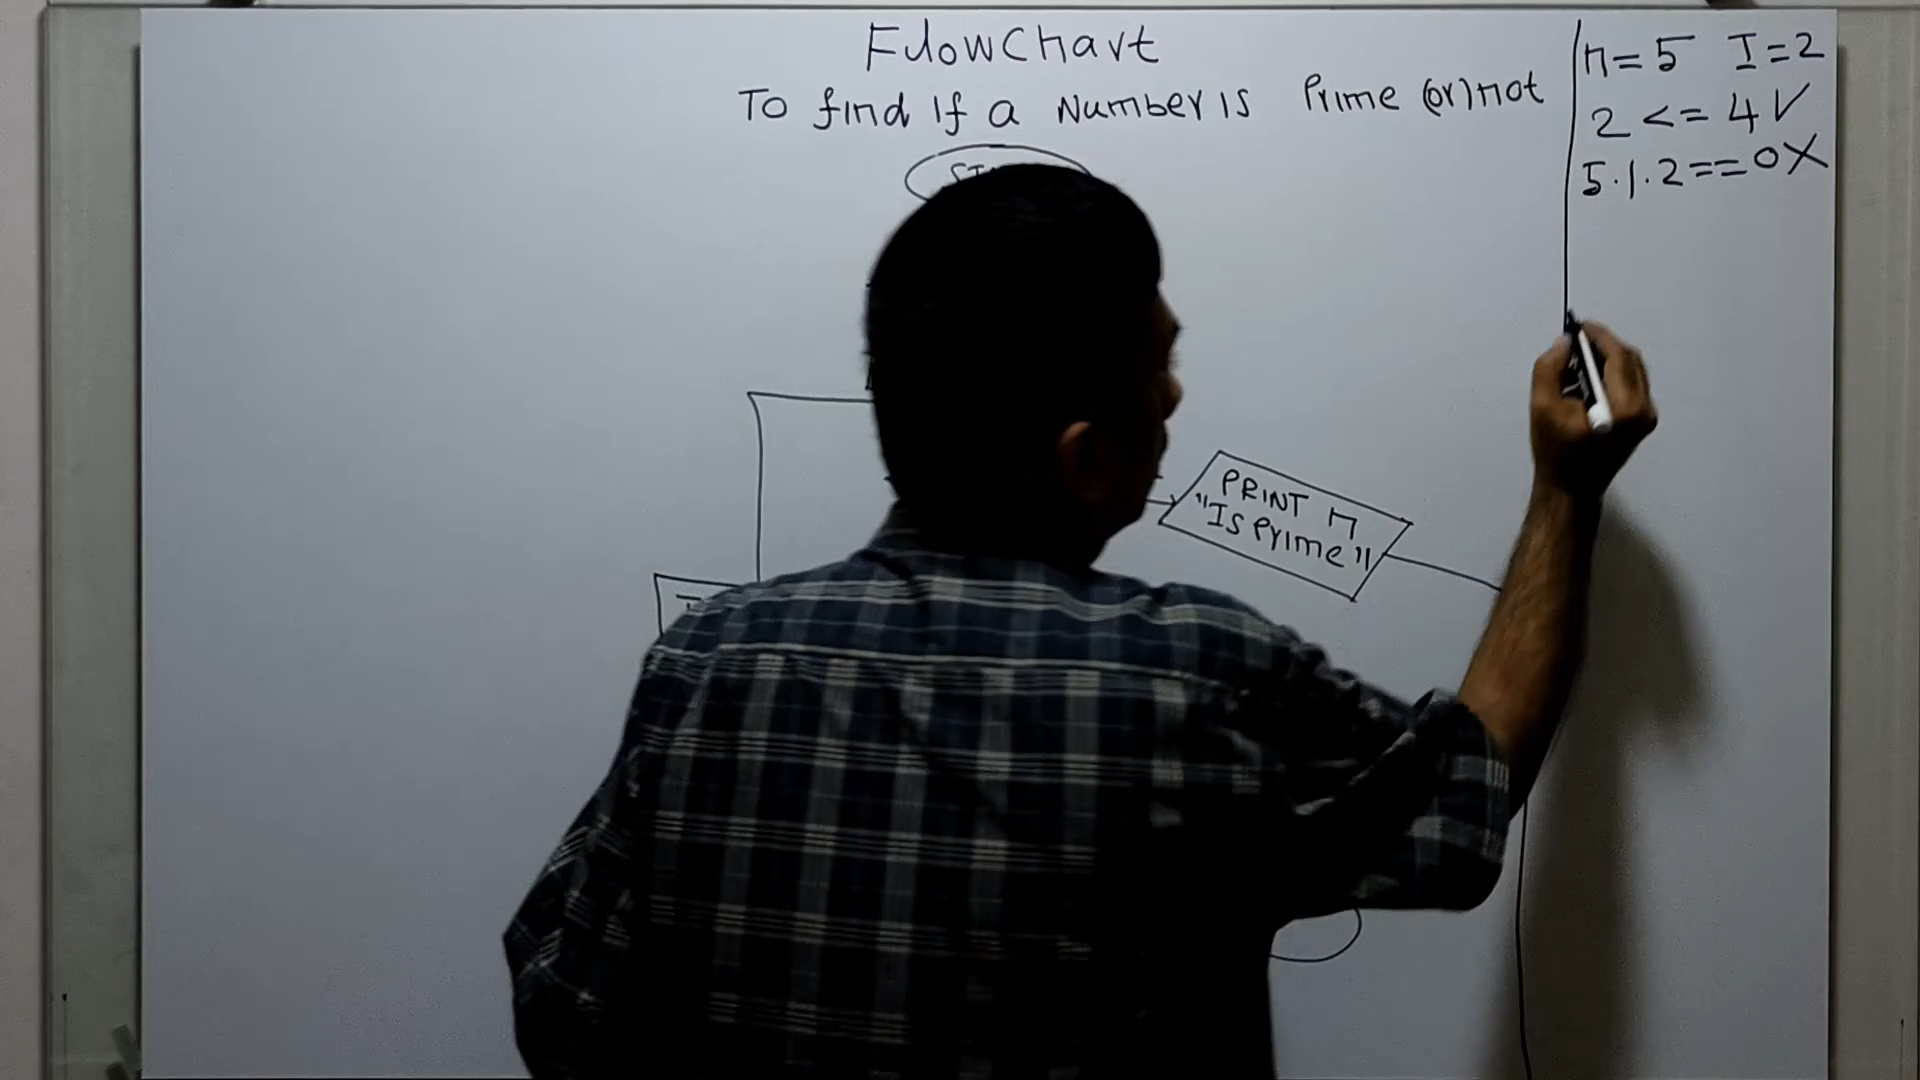 Flowchart
To find If a Number is Prime (or) not
n=5 I=2
2 <= 4 ✓
5.1.2==0 X
PRINT n
"Is Prime"